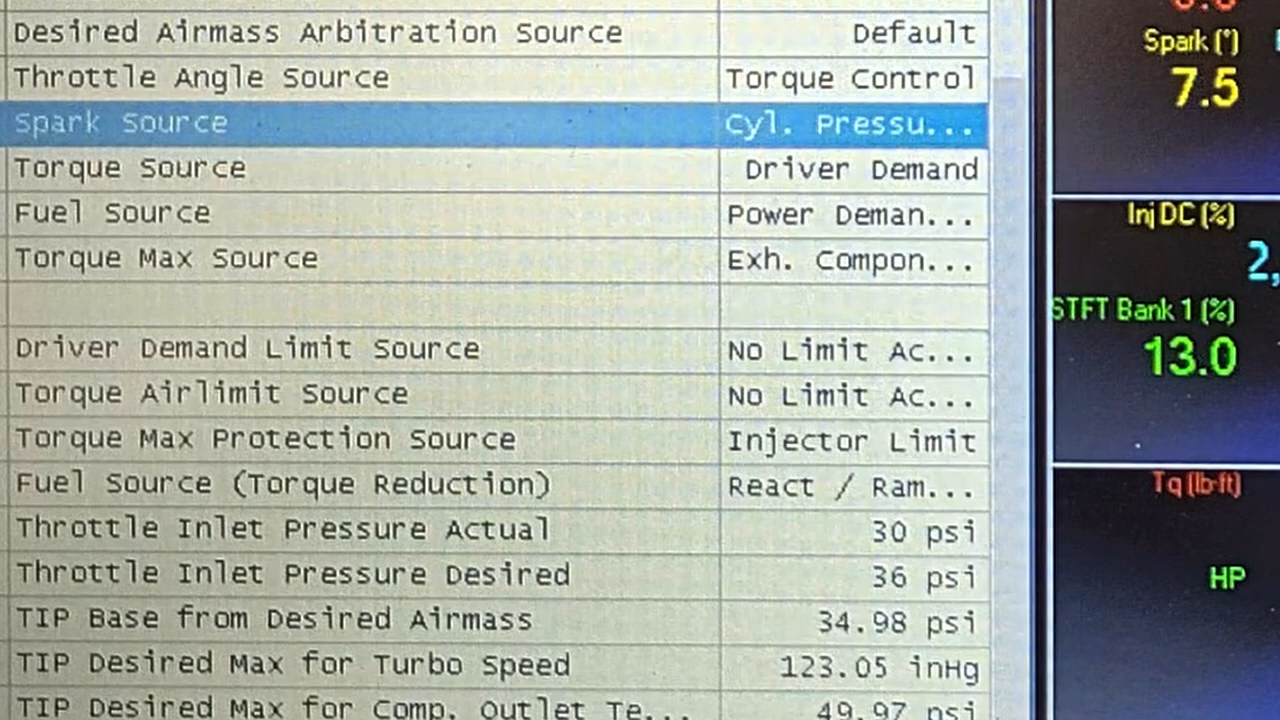 Desired Airmass Arbitration Source Default
Throttle Angle Source Torque Control
Spark Source Cyl. Pressu...
Torque Source Driver Demand
Fuel Source Power Deman...
Torque Max Source Exh. Compon...
Driver Demand Limit Source No Limit Ac...
Torque Airlimit Source No Limit Ac...
Torque Max Protection Source Injector Limit
Fuel Source (Torque Reduction) React / Ram...
Throttle Inlet Pressure Actual 30 psi
Throttle Inlet Pressure Desired 36 psi
TIP Base from Desired Airmass 34.98 psi
TIP Desired Max for Turbo Speed 123.05 inHg
TIP Desired Max for Comp. Outlet Te... 49.97 psi
Spark (°)
7.5
Inj DC (%)
2,
STFT Bank 1 (%)
13.0
Tq (lb·ft)
HP